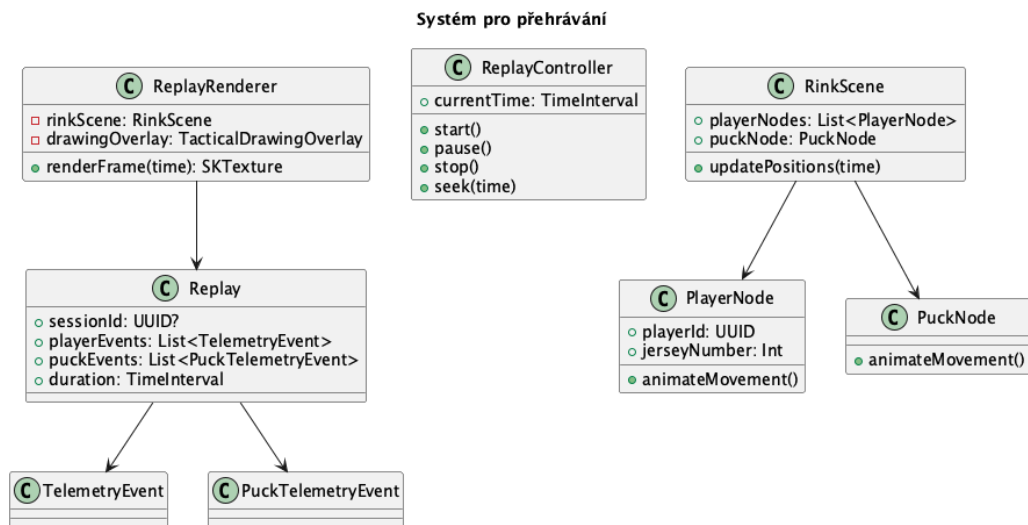 Systém pro přehrávání
C ReplayRenderer
rinkScene: RinkScene
drawingOverlay: TacticalDrawingOverlay
renderFrame(time): SKTexture
C ReplayController
currentTime: TimeInterval
start()
pause()
stop()
seek(time)
C RinkScene
playerNodes: List<PlayerNode>
puckNode: PuckNode
updatePositions(time)
C Replay
sessionId: UUID?
playerEvents: List<TelemetryEvent>
puckEvents: List<PuckTelemetryEvent>
duration: TimeInterval
C PlayerNode
playerId: UUID
jerseyNumber: Int
animateMovement()
C PuckNode
animateMovement()
C TelemetryEvent
C PuckTelemetryEvent